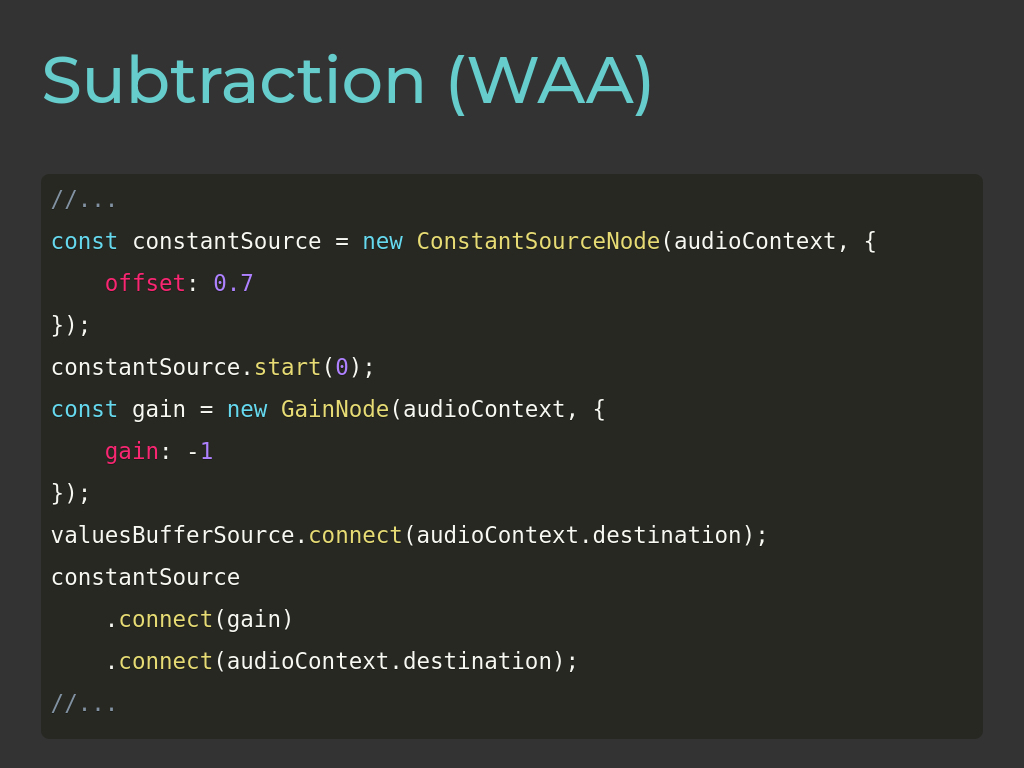 Subtraction (WAA)
//...
const constantSource = new ConstantSourceNode(audioContext, {
    offset: 0.7
});
constantSource.start(0);
const gain = new GainNode(audioContext, {
    gain: -1
});
valuesBufferSource.connect(audioContext.destination);
constantSource
    .connect(gain)
    .connect(audioContext.destination);
//...